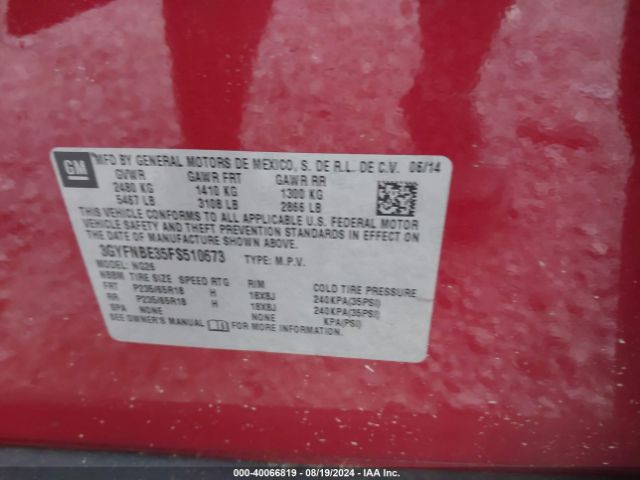 GM
MFD BY GENERAL MOTORS DE MEXICO, S. DE R.L. DE C.V. 06/14
GVWR GAWR FRT GAWR RR
2480 KG 1410 KG 1300 KG
5467 LB 3108 LB 2866 LB
THIS VEHICLE CONFORMS TO ALL APPLICABLE U.S. FEDERAL MOTOR
VEHICLE SAFETY AND THEFT PREVENTION STANDARDS IN EFFECT ON
THE DATE OF MANUFACTURE SHOWN ABOVE.
3GYFNBE35FS510673 TYPE: M.P.V.
MODEL: NG26
NBBM TIRE SIZE SPEED RTG RIM COLD TIRE PRESSURE
FRT P235/65R18 H 18X8J 240KPA(35PSI)
RR P235/65R18 H 18X8J 240KPA(35PSI)
SPA NONE NONE KPA(PSI)
SEE OWNER'S MANUAL FOR MORE INFORMATION.
000-40066819 - 08/19/2024 - IAA Inc.